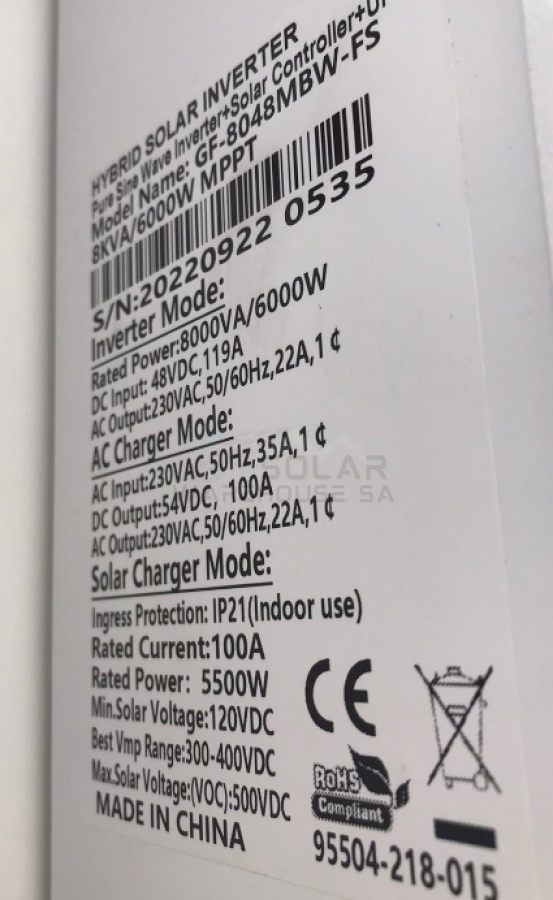 HYBRID SOLAR INVERTER
Pure Sine Wave Inverter+Solar Controller+
Model Name: GF-8048MBW-FS
8KVA/6000W MPPT
S/N:20220922 0535
Inverter Mode:
Rated Power:8000VA/6000W
DC Input: 48VDC,119A
AC Output:230VAC,50/60Hz,22A,1 ¢
AC Charger Mode:
AC Input:230VAC,50Hz,35A,1 ¢
DC Output:54VDC, 100A
AC Output:230VAC,50/60Hz,22A,1 ¢
SOLAR
WAREHOUSE SA
Solar Charger Mode:
Ingress Protection: IP21(Indoor use)
Rated Current:100A
Rated Power: 5500W
Min.Solar Voltage:120VDC
Best Vmp Range:300-400VDC
Max.Solar Voltage:(VOC):500VDC
MADE IN CHINA
CE
RoHS
Compliant
95504-218-015